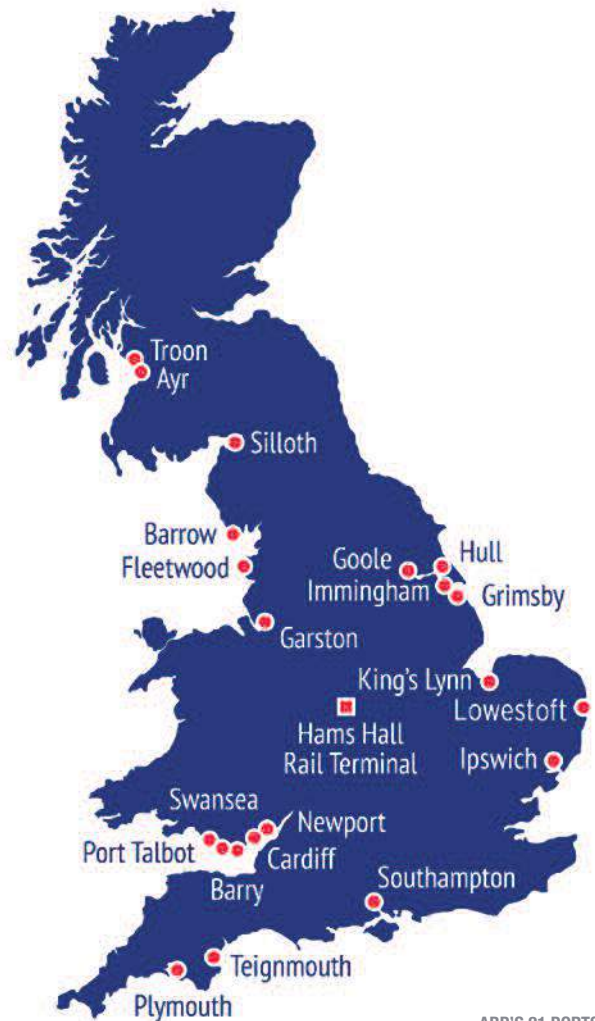 Troon
Ayr
Silloth
Barrow
Fleetwood
Goole
Hull
Immingham
Grimsby
Garston
King's Lynn
Lowestoft
Hams Hall
Rail Terminal
Ipswich
Swansea
Newport
Port Talbot
Cardiff
Barry
Southampton
Teignmouth
Plymouth